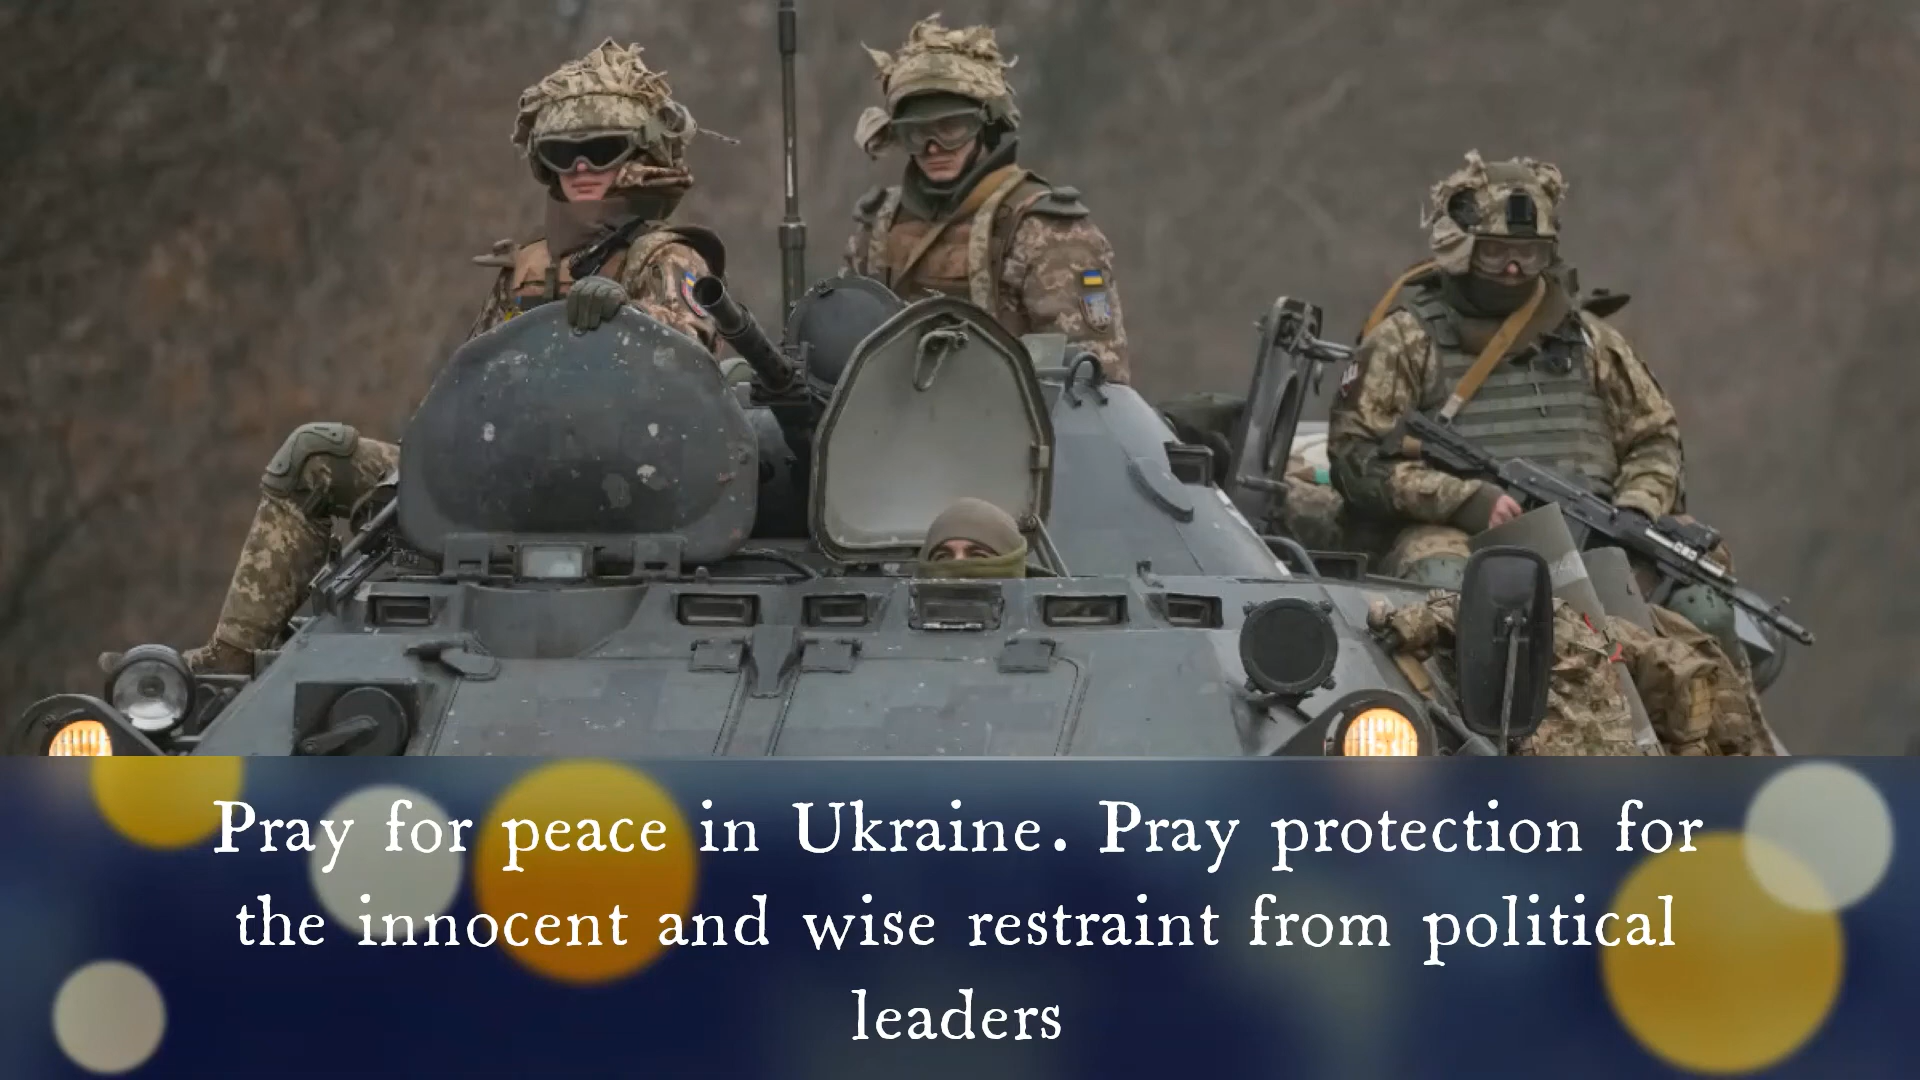 Pray for peace in Ukraine. Pray protection for
the innocent and wise restraint from political
leaders